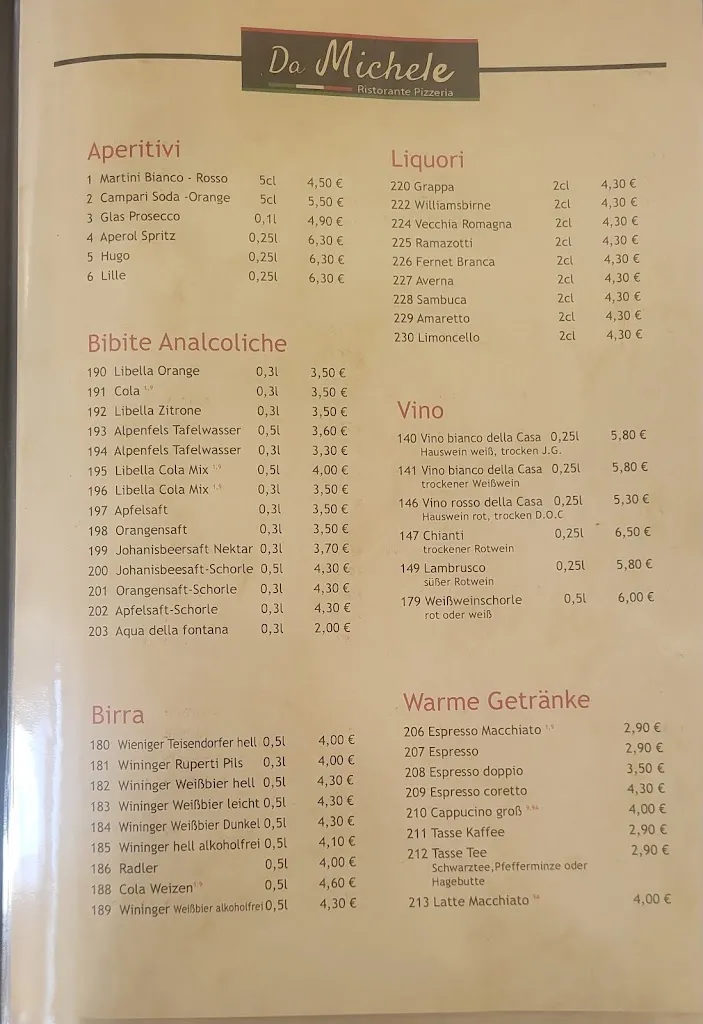 Da Michele
Ristorante Pizzeria
Aperitivi
1 Martini Bianco - Rosso 5cl 4,50 €
2 Campari Soda -Orange 5cl 5,50 €
3 Glas Prosecco 0,1l 4,90 €
4 Aperol Spritz 0,25l 6,30 €
5 Hugo 0,25l 6,30 €
6 Lille 0,25l 6,30 €
Bibite Analcoliche
190 Libella Orange 0,3l 3,50 €
191 Cola 1,9 0,3l 3,50 €
192 Libella Zitrone 0,3l 3,50 €
193 Alpenfels Tafelwasser 0,5l 3,60 €
194 Alpenfels Tafelwasser 0,3l 3,30 €
195 Libella Cola Mix 0,5l 4,00 €
196 Libella Cola Mix 0,3l 3,50 €
197 Apfelsaft 0,3l 3,50 €
198 Orangensaft 0,3l 3,50 €
199 Johanisbeersaft Nektar 0,3l 3,70 €
200 Johanisbeesaft-Schorle 0,5l 4,30 €
201 Orangensaft-Schorle 0,3l 4,30 €
202 Apfelsaft-Schorle 0,3l 4,30 €
203 Aqua della fontana 0,3l 2,00 €
Birra
180 Wieniger Teisendorfer hell 0,5l 4,00 €
181 Wininger Ruperti Pils 0,3l 4,00 €
182 Wininger Weißbier hell 0,5l 4,30 €
183 Wininger Weißbier leicht 0,5l 4,30 €
184 Wininger Weißbier Dunkel 0,5l 4,30 €
185 Wininger hell alkoholfrei 0,5l 4,10 €
186 Radler 0,5l 4,00 €
188 Cola Weizen 0,5l 4,60 €
189 Wininger Weißbier alkoholfrei 0,5l 4,30 €
Liquori
220 Grappa 2cl 4,30 €
222 Williamsbirne 2cl 4,30 €
224 Vecchia Romagna 2cl 4,30 €
225 Ramazotti 2cl 4,30 €
226 Fernet Branca 2cl 4,30 €
227 Averna 2cl 4,30 €
228 Sambuca 2cl 4,30 €
229 Amaretto 2cl 4,30 €
230 Limoncello 2cl 4,30 €
Vino
140 Vino bianco della Casa 0,25l 5,80 €
Hauswein weiß, trocken J.G.
141 Vino bianco della Casa 0,25l 5,80 €
trockener Weißwein
146 Vino rosso della Casa 0,25l 5,30 €
Hauswein rot, trocken D.O.C
147 Chianti 0,25l 6,50 €
trockener Rotwein
149 Lambrusco 0,25l 5,80 €
süßer Rotwein
179 Weißweinschorle 0,5l 6,00 €
rot oder weiß
Warme Getränke
206 Espresso Macchiato 2,90 €
207 Espresso 2,90 €
208 Espresso doppio 3,50 €
209 Espresso coretto 4,30 €
210 Cappucino groß 4,00 €
211 Tasse Kaffee 2,90 €
212 Tasse Tee 2,90 €
Schwarztee,Pfefferminze oder
Hagebutte
213 Latte Macchiato 4,00 €